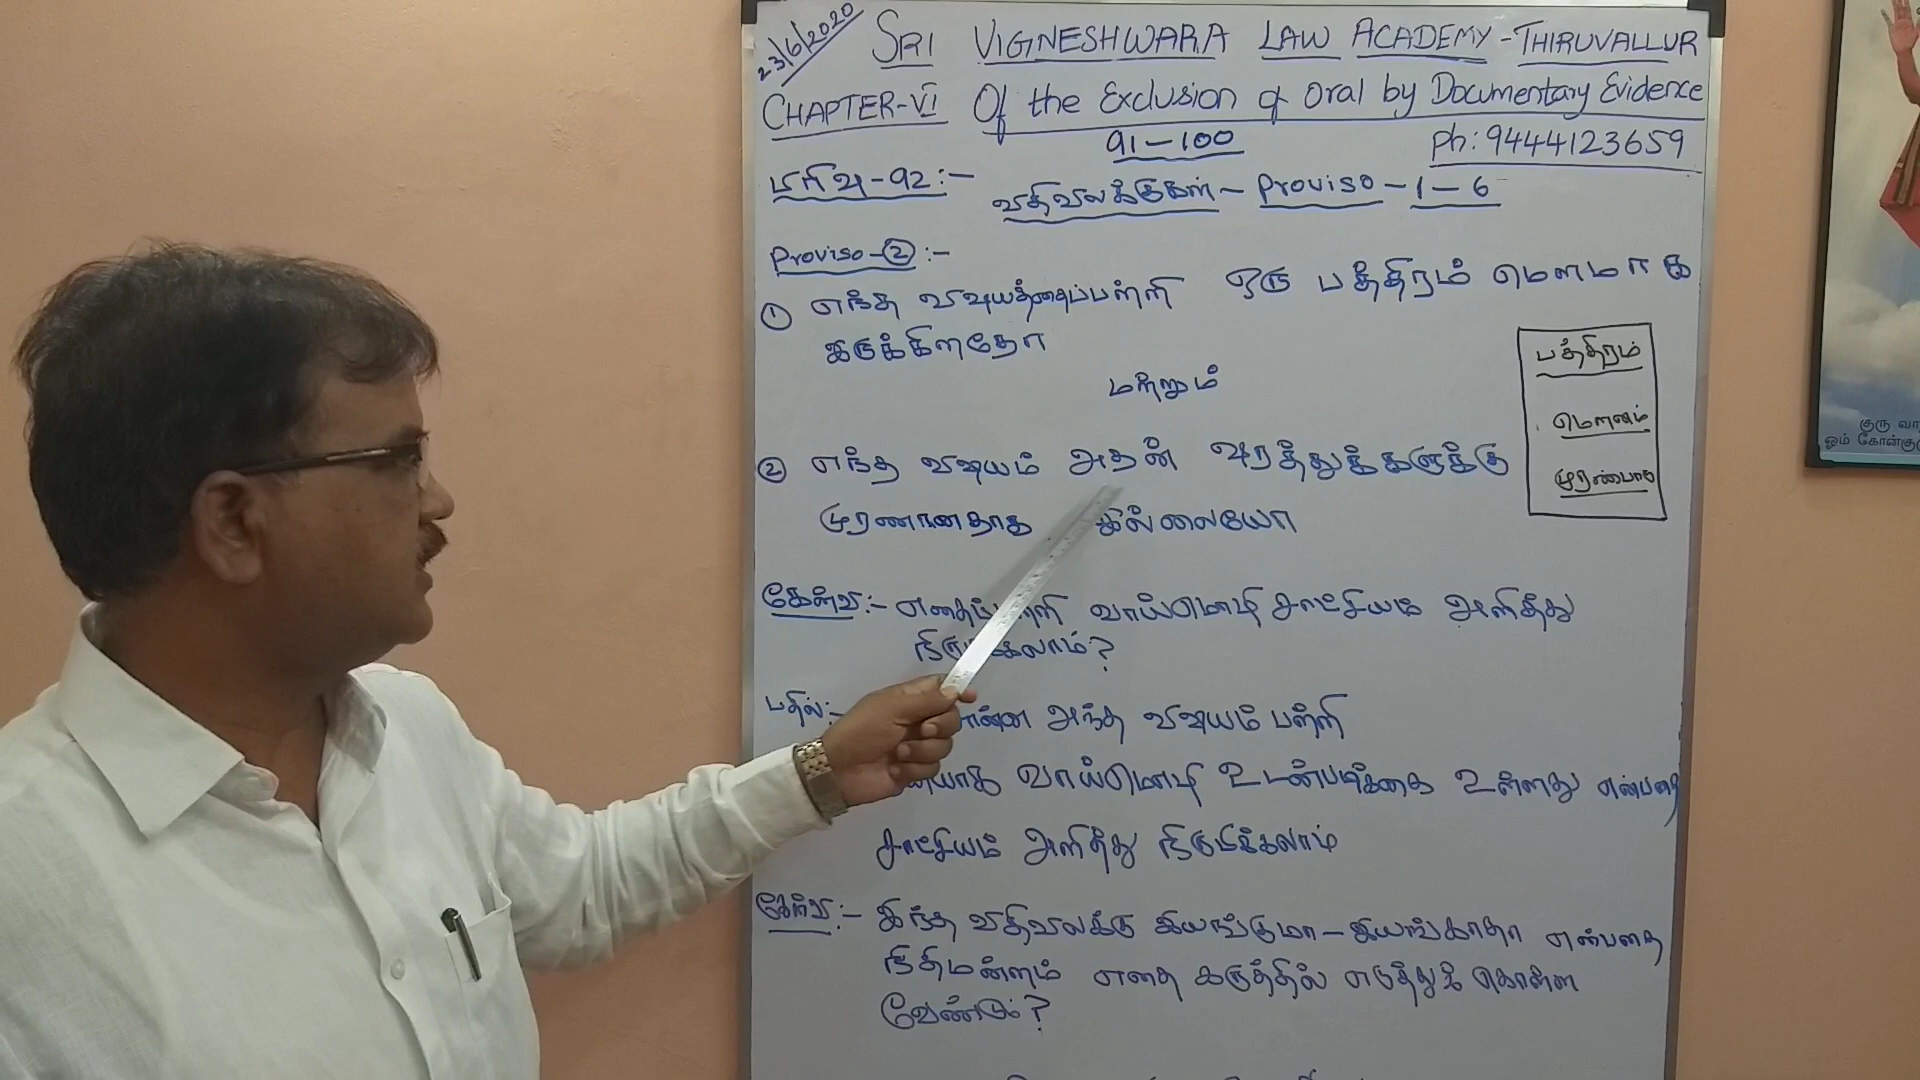 23/6/2020
SRI VIGNESHWARA LAW ACADEMY - THIRUVALLUR
CHAPTER-VI Of the Exclusion of Oral by Documentary Evidence
91-100
Ph: 9444123659
பிரிவு-92:-
விதிவிலக்குகள் - Proviso - 1 - 6
Proviso-②:-
① எந்த விஷயத்தைப்பற்றி ஒரு பத்திரம் மௌனமாக
இருக்கிறதோ
மற்றும்
② எந்த விஷயம் அதன் ஷரத்துக்களுக்கு
முரணானதாக இல்லையோ
பத்திரம்
மௌனம்
முரண்பாடு
கேள்வி:- எதைப்பற்றி வாய்மொழி சாட்சியம் அளித்து
நிரூபிக்கலாம்?
பதில்:- அந்த விஷயம் பற்றி
வாய்மொழி உடன்படிக்கை உள்ளது என்பதை
சாட்சியம் அளித்து நிரூபிக்கலாம்
கேள்வி:- இந்த விதிவிலக்கு இயங்குமா - இயங்காதா என்பதை
நீதிமன்றம் எதை கருத்தில் எடுத்துக் கொள்ள
வேண்டும்?
குரு
ஓம்